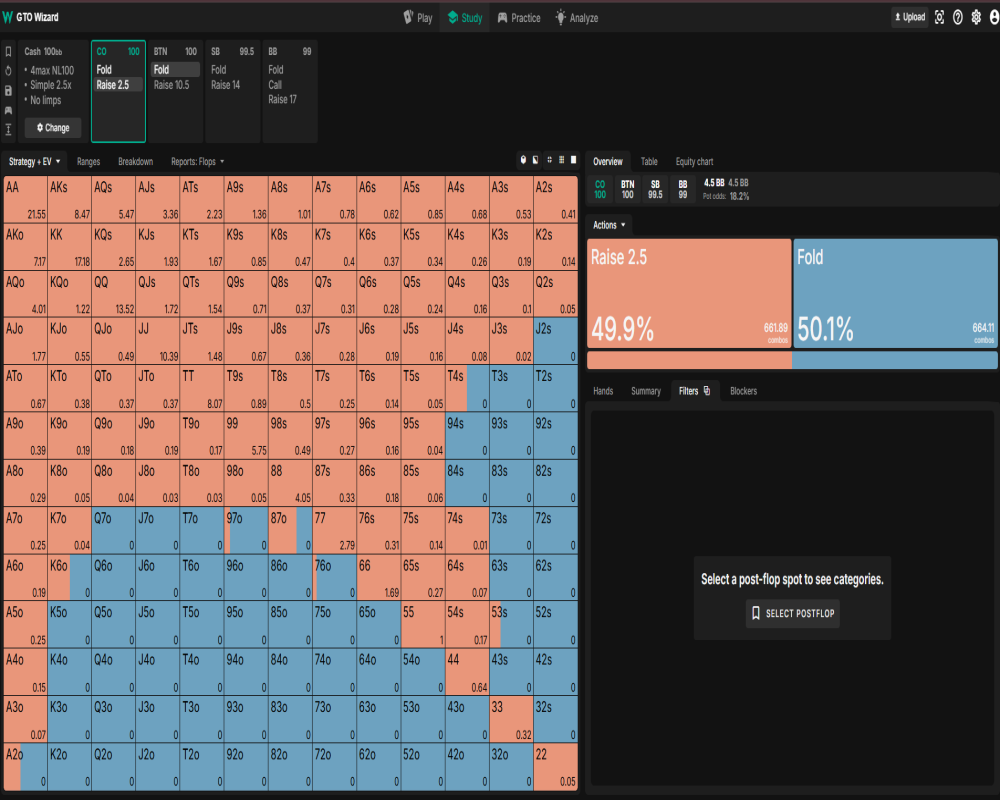 GTO Wizard
Play
Study
Practice
Analyze
Upload
Cash 100bb
• 4max NL100
• Simple 2.5x
• No limps
Change
CO 100
Fold
Raise 2.5
BTN 100
Fold
Raise 10.5
SB 99.5
Fold
Raise 14
BB 99
Fold
Call
Raise 17
Strategy + EV
Ranges
Breakdown
Reports: Flops
Overview
Table
Equity chart
CO 100
BTN 100
SB 99.5
BB 99
4.5 BB 4.5 BB
Pot odds: 18.2%
Actions
Raise 2.5
49.9%
661.89 combos
Fold
50.1%
664.11 combos
Hands
Summary
Filters
Blockers
Select a post-flop spot to see categories.
SELECT POSTFLOP
AA AKs AQs AJs ATs A9s A8s A7s A6s A5s A4s A3s A2s
21.55 8.47 5.47 3.36 2.23 1.36 1.01 0.78 0.62 0.85 0.68 0.53 0.41
AKo KK KQs KJs KTs K9s K8s K7s K6s K5s K4s K3s K2s
7.17 17.18 2.65 1.93 1.67 0.85 0.47 0.4 0.37 0.34 0.26 0.19 0.14
AQo KQo QQ QJs QTs Q9s Q8s Q7s Q6s Q5s Q4s Q3s Q2s
4.01 1.22 13.52 1.72 1.54 0.71 0.37 0.31 0.28 0.24 0.16 0.1 0.05
AJo KJo QJo JJ JTs J9s J8s J7s J6s J5s J4s J3s J2s
1.77 0.55 0.49 10.39 1.48 0.67 0.36 0.28 0.19 0.16 0.08 0.02 0
ATo KTo QTo JTo TT T9s T8s T7s T6s T5s T4s T3s T2s
0.67 0.38 0.37 0.37 8.07 0.89 0.5 0.25 0.14 0.05 0 0 0
A9o K9o Q9o J9o T9o 99 98s 97s 96s 95s 94s 93s 92s
0.39 0.19 0.18 0.19 0.17 5.75 0.49 0.27 0.16 0.04 0 0 0
A8o K8o Q8o J8o T8o 98o 88 87s 86s 85s 84s 83s 82s
0.29 0.05 0.04 0.03 0.03 0.05 4.05 0.33 0.18 0.06 0 0 0
A7o K7o Q7o J7o T7o 97o 87o 77 76s 75s 74s 73s 72s
0.25 0.04 0 0 0 0 0 2.79 0.31 0.14 0.01 0 0
A6o K6o Q6o J6o T6o 96o 86o 76o 66 65s 64s 63s 62s
0.19 0 0 0 0 0 0 0 1.69 0.27 0.07 0 0
A5o K5o Q5o J5o T5o 95o 85o 75o 65o 55 54s 53s 52s
0.25 0 0 0 0 0 0 0 0 1 0.17 0 0
A4o K4o Q4o J4o T4o 94o 84o 74o 64o 54o 44 43s 42s
0.15 0 0 0 0 0 0 0 0 0 0.64 0 0
A3o K3o Q3o J3o T3o 93o 83o 73o 63o 53o 43o 33 32s
0.07 0 0 0 0 0 0 0 0 0 0 0.32 0
A2o K2o Q2o J2o T2o 92o 82o 72o 62o 52o 42o 32o 22
0 0 0 0 0 0 0 0 0 0 0 0 0.05